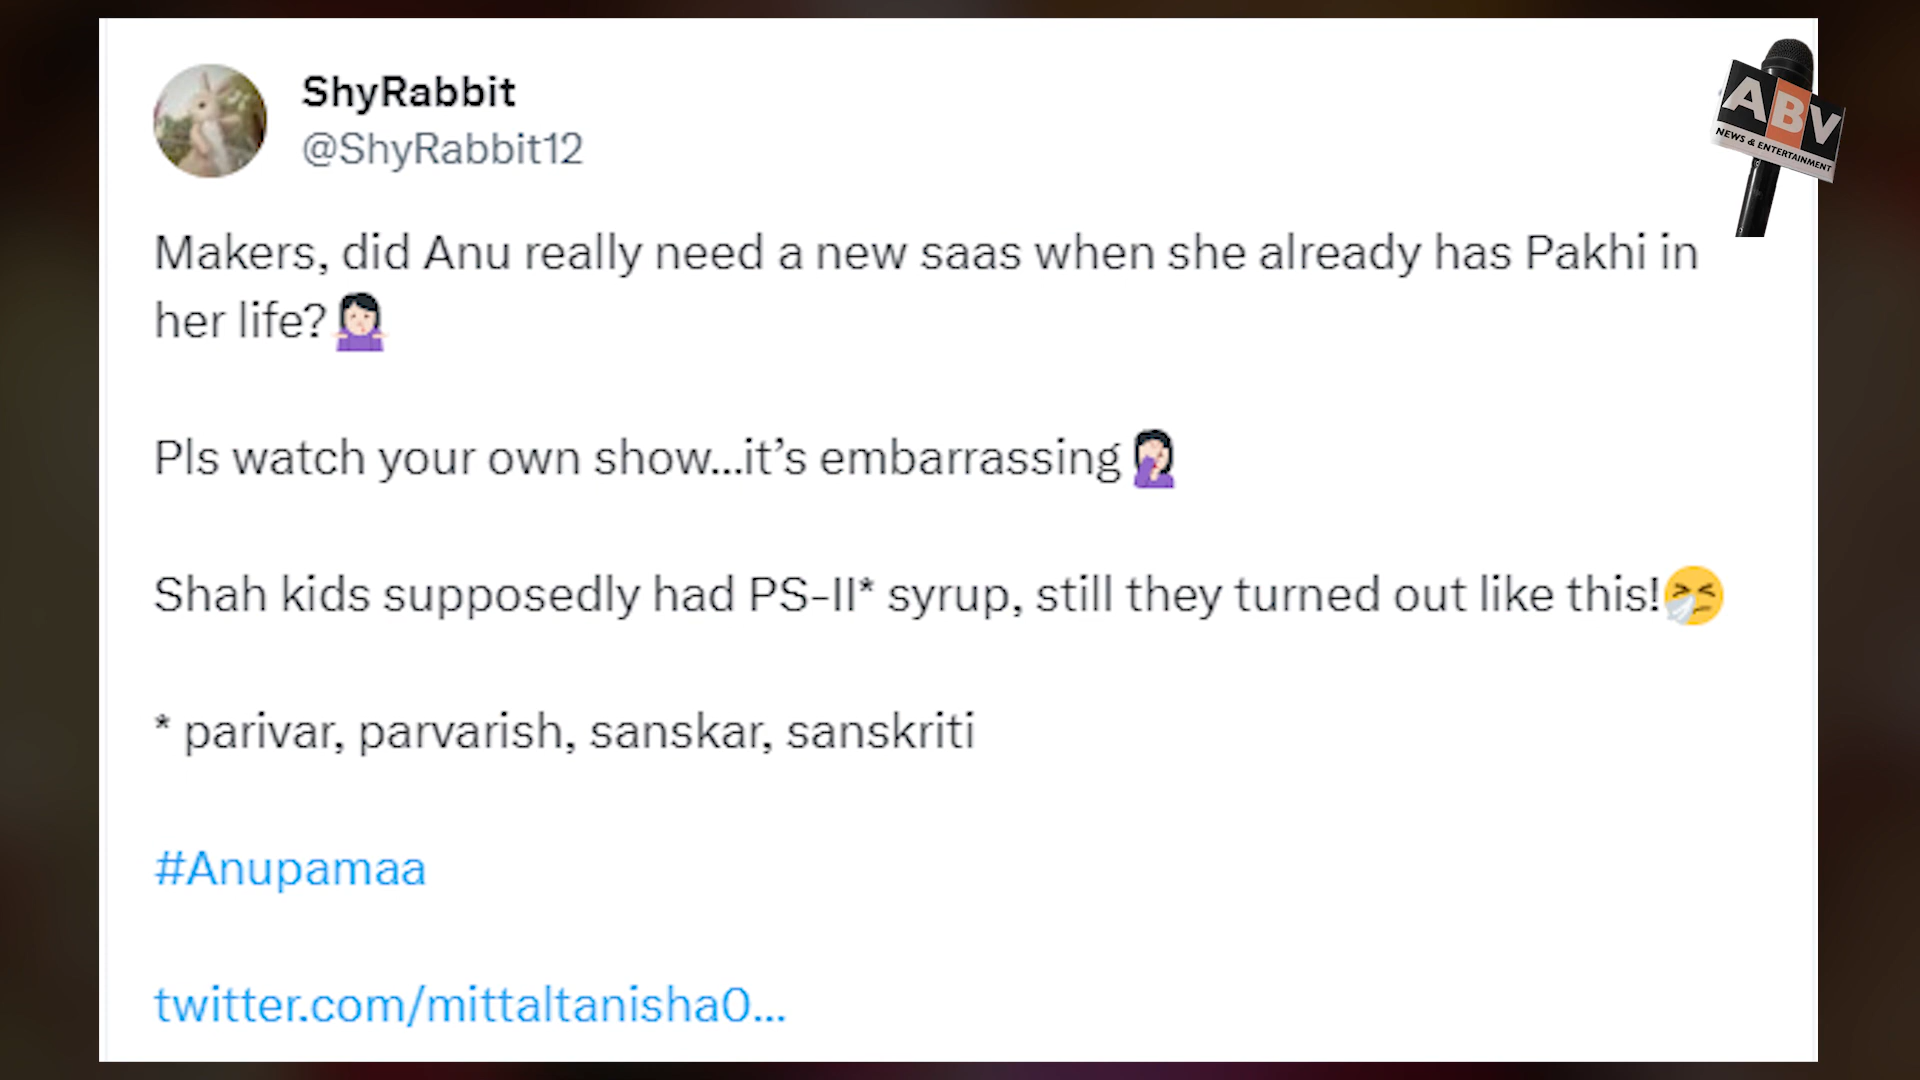 ShyRabbit
@ShyRabbit12
ABV
NEWS & ENTERTAINMENT
Makers, did Anu really need a new saas when she already has Pakhi in
her life?🤷🏻‍♀️
Pls watch your own show...it’s embarrassing🤦🏻‍♀️
Shah kids supposedly had PS-II* syrup, still they turned out like this!🤧
* parivar, parvarish, sanskar, sanskriti
#Anupamaa
twitter.com/mittaltanisha0...